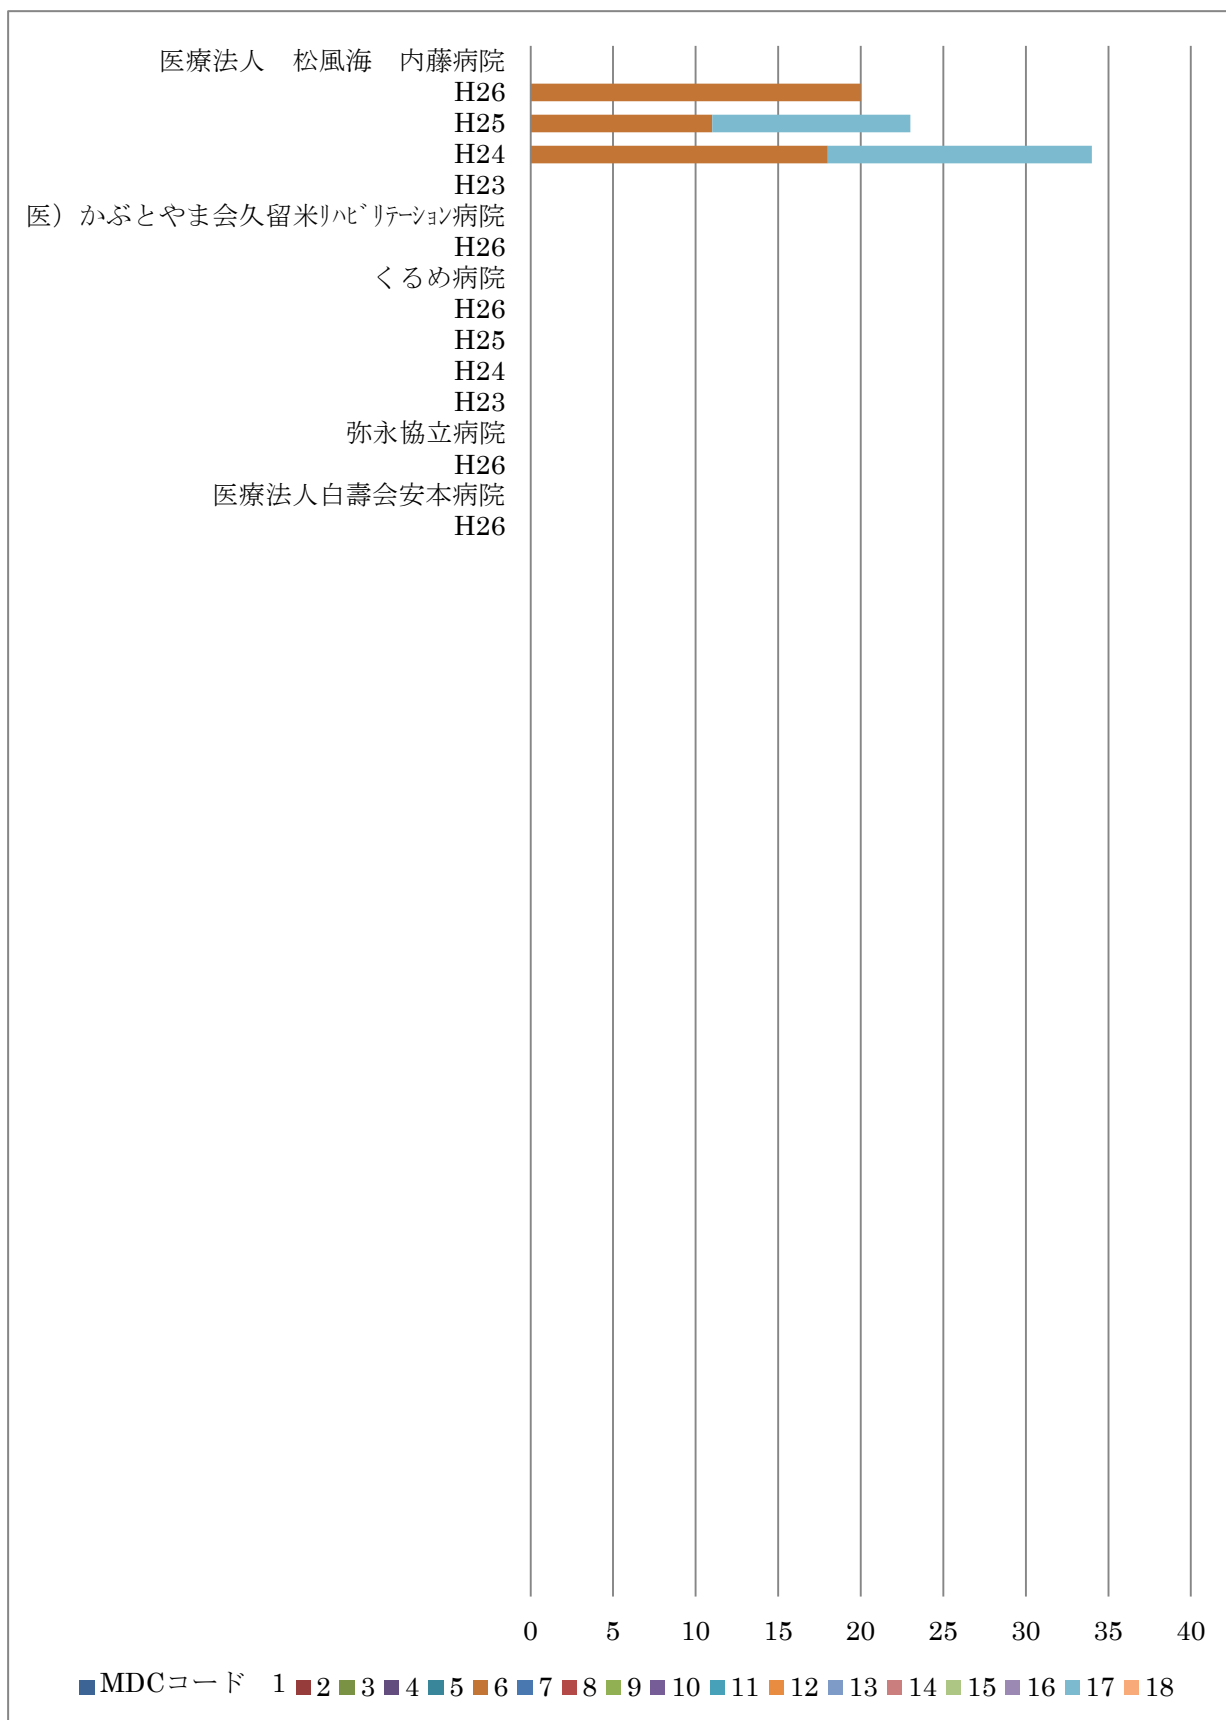 医療法人　松風海　内藤病院
H26
H25
H24
H23
医）かぶとやま会久留米ﾘﾊﾋﾞﾘﾃｰｼｮﾝ病院
H26
くるめ病院
H26
H25
H24
H23
弥永協立病院
H26
医療法人白壽会安本病院
H26
0 5 10 15 20 25 30 35 40
MDCコード　1 2 3 4 5 6 7 8 9 10 11 12 13 14 15 16 17 18